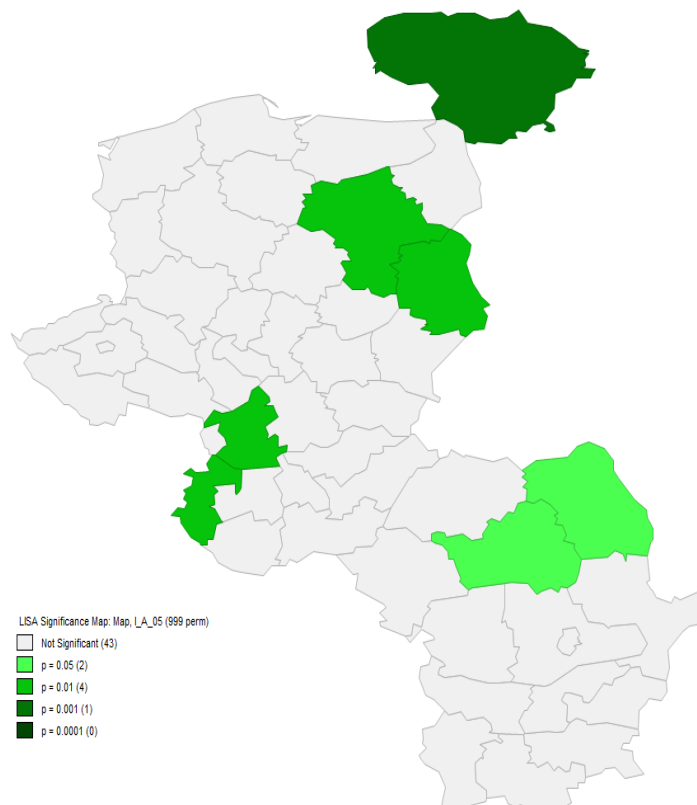 LISA Significance Map: Map, I_A_05 (999 perm)
Not Significant (43)
p = 0.05 (2)
p = 0.01 (4)
p = 0.001 (1)
p = 0.0001 (0)